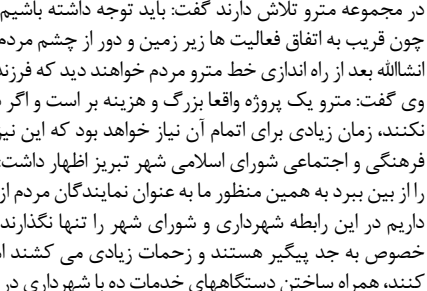 در مجموعه مترو تلاش دارند گفت: باید توجه داشته باشیم
چون قریب به اتفاق فعالیت ها زیر زمین و دور از چشم مردم
انشاالله بعد از راه اندازی خط مترو مردم خواهند دید که فرزند
وی گفت: مترو یک پروژه واقعا بزرگ و هزینه بر است و اگر
نکنند، زمان زیادی برای اتمام آن نیاز خواهد بود که این نیز
فرهنگی و اجتماعی شورای اسلامی شهر تبریز اظهار داشت:
را از بین ببرد به همین منظور ما به عنوان نمایندگان مردم از
داریم در این رابطه شهرداری و شورای شهر را تنها نگذارند
خصوص به جد پیگیر هستند و زحمات زیادی می کشند
کنند، همراه ساختن دستگاههای خدمات ده با شهرداری در